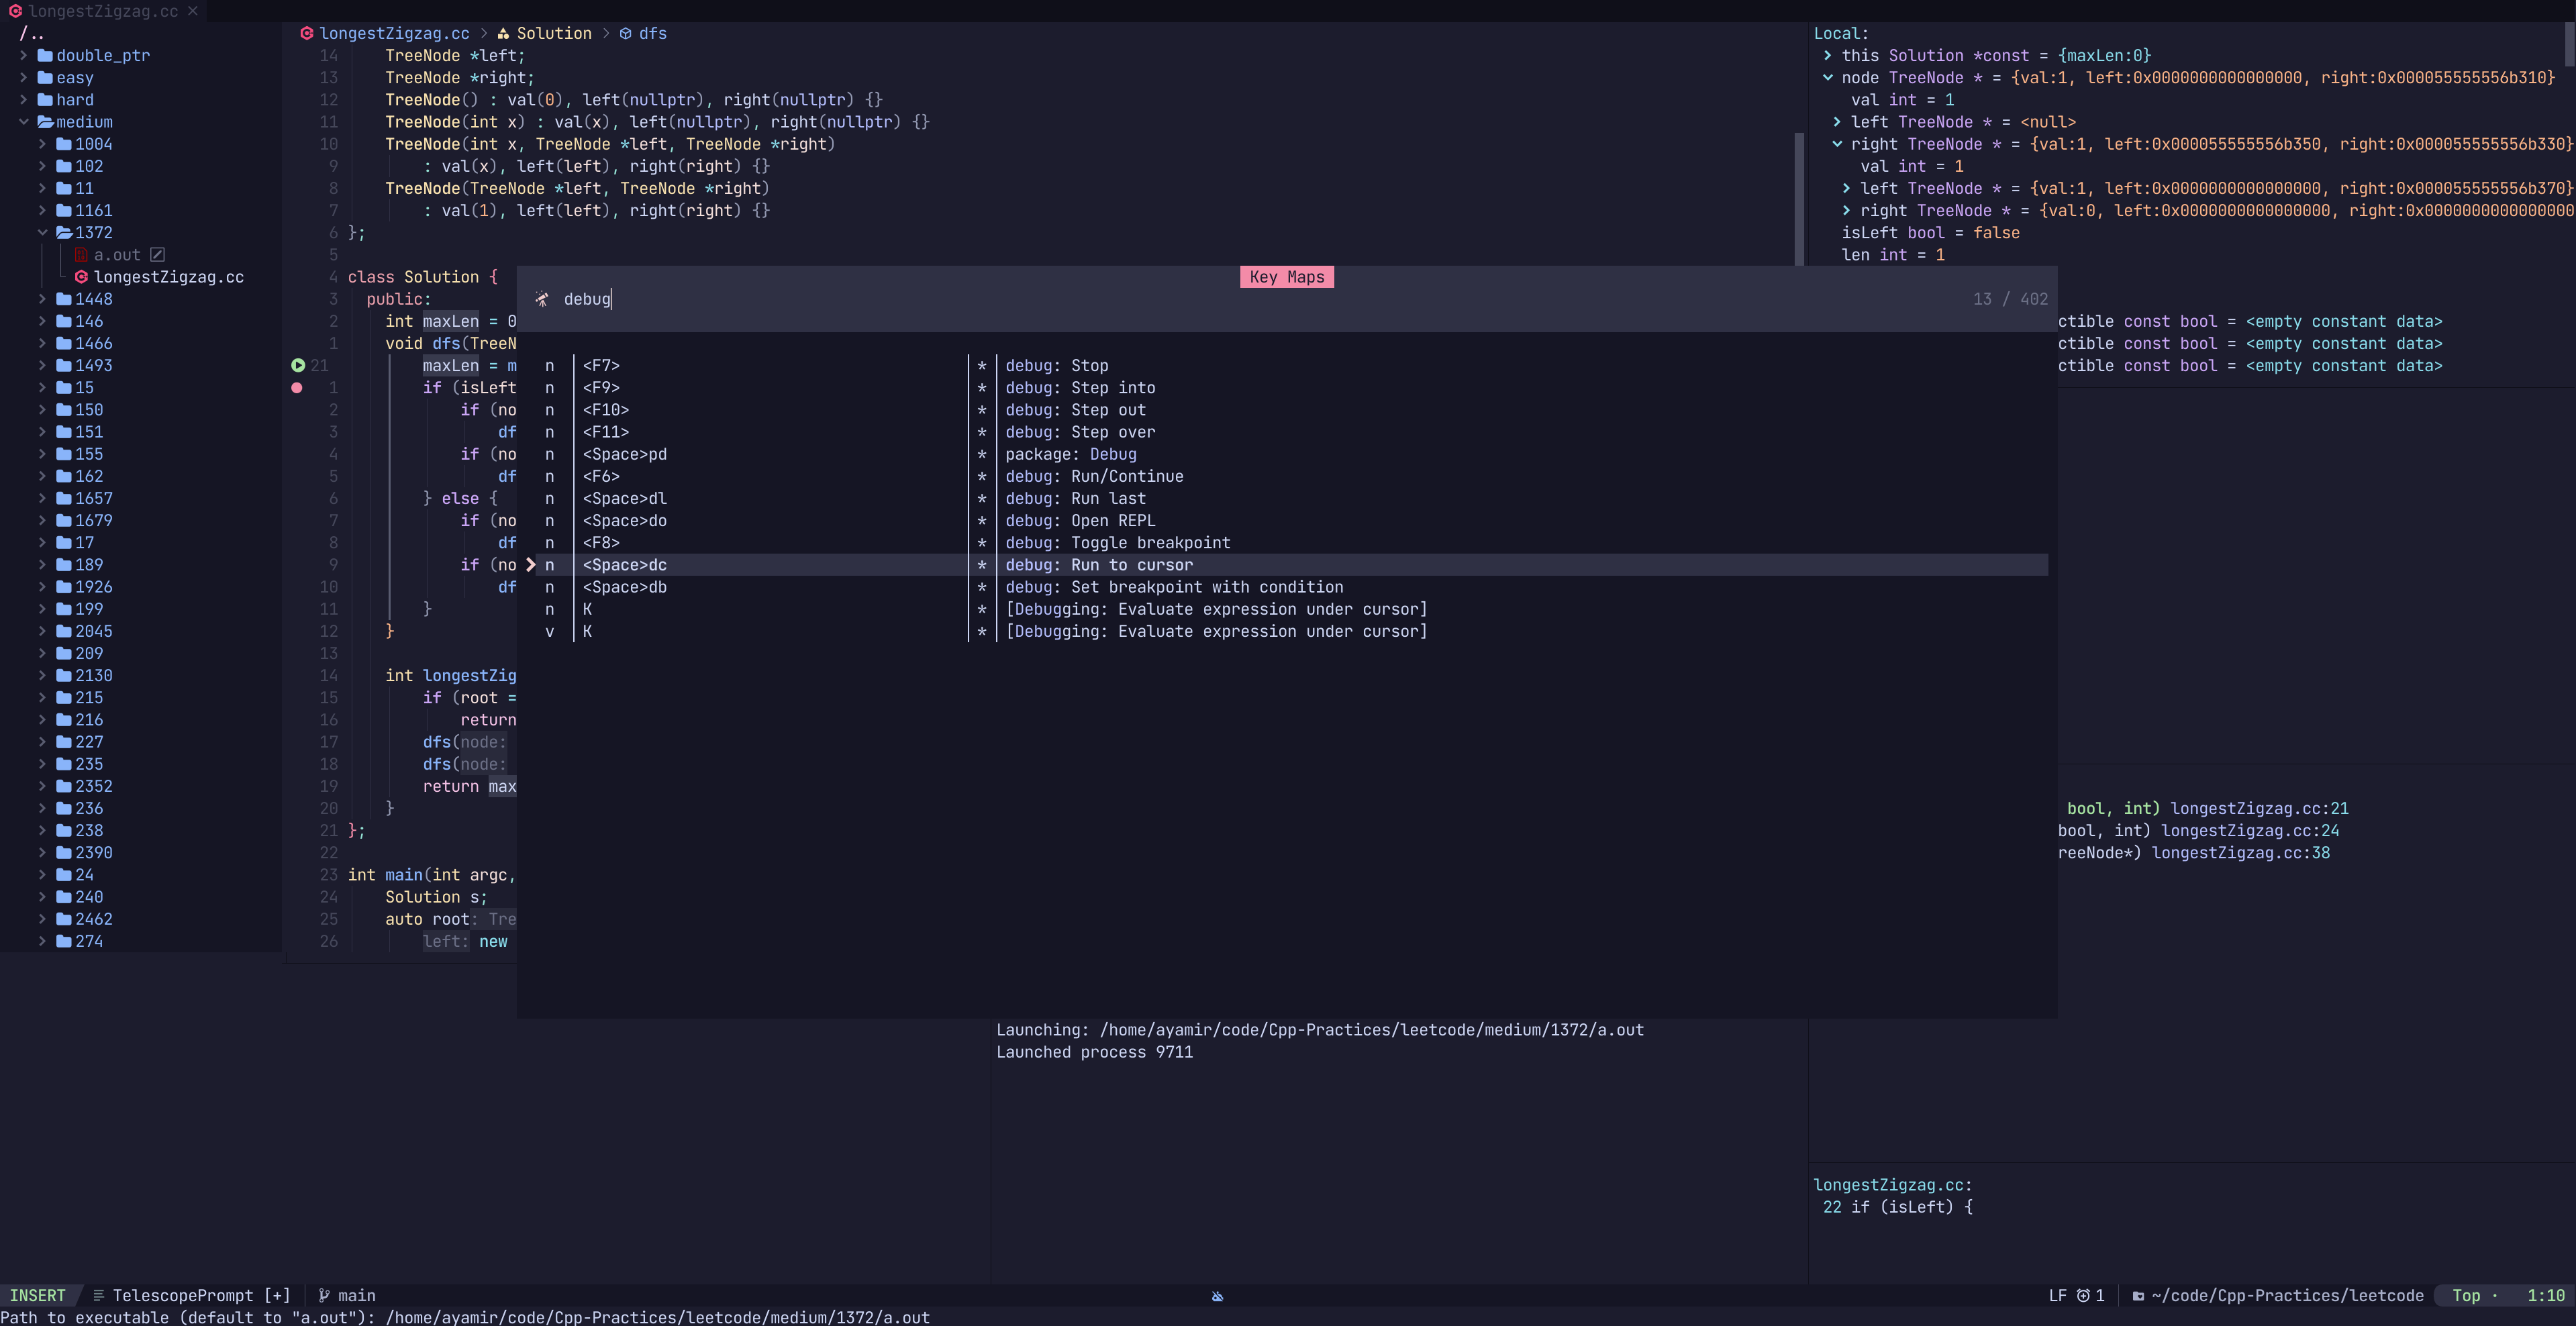 longestZigzag.cc ×
/..
double_ptr
easy
hard
medium
1004
102
11
1161
1372
a.out
longestZigzag.cc
1448
146
1466
1493
15
150
151
155
162
1657
1679
17
189
1926
199
2045
209
2130
215
216
227
235
2352
236
238
2390
24
240
2462
274
longestZigzag.cc > Solution > dfs
14 TreeNode *left;
13 TreeNode *right;
12 TreeNode() : val(0), left(nullptr), right(nullptr) {}
11 TreeNode(int x) : val(x), left(nullptr), right(nullptr) {}
10 TreeNode(int x, TreeNode *left, TreeNode *right)
9 : val(x), left(left), right(right) {}
8 TreeNode(TreeNode *left, TreeNode *right)
7 : val(1), left(left), right(right) {}
6 };
5
4 class Solution {
3 public:
2 int maxLen = 0
1 void dfs(TreeN
21 maxLen = m
1 if (isLeft
2 if (no
3 df
4 if (no
5 df
6 } else {
7 if (no
8 df
9 if (no
10 df
11 }
12 }
13
14 int longestZig
15 if (root =
16 return
17 dfs(node:
18 dfs(node:
19 return max
20 }
21 };
22
23 int main(int argc,
24 Solution s;
25 auto root: Tre
26 left: new
Key Maps
debug
13 / 402
n <F7> * debug: Stop
n <F9> * debug: Step into
n <F10> * debug: Step out
n <F11> * debug: Step over
n <Space>pd * package: Debug
n <F6> * debug: Run/Continue
n <Space>dl * debug: Run last
n <Space>do * debug: Open REPL
n <F8> * debug: Toggle breakpoint
n <Space>dc * debug: Run to cursor
n <Space>db * debug: Set breakpoint with condition
n K * [Debugging: Evaluate expression under cursor]
v K * [Debugging: Evaluate expression under cursor]
Local:
this Solution *const = {maxLen:0}
node TreeNode * = {val:1, left:0x0000000000000000, right:0x000055555556b310}
val int = 1
left TreeNode * = <null>
right TreeNode * = {val:1, left:0x000055555556b350, right:0x000055555556b330}
val int = 1
left TreeNode * = {val:1, left:0x0000000000000000, right:0x000055555556b370}
right TreeNode * = {val:0, left:0x0000000000000000, right:0x0000000000000000
isLeft bool = false
len int = 1
ctible const bool = <empty constant data>
ctible const bool = <empty constant data>
ctible const bool = <empty constant data>
bool, int) longestZigzag.cc:21
bool, int) longestZigzag.cc:24
reeNode*) longestZigzag.cc:38
Launching: /home/ayamir/code/Cpp-Practices/leetcode/medium/1372/a.out
Launched process 9711
longestZigzag.cc:
22 if (isLeft) {
INSERT TelescopePrompt [+] main LF 1 ~/code/Cpp-Practices/leetcode Top · 1:10
Path to executable (default to "a.out"): /home/ayamir/code/Cpp-Practices/leetcode/medium/1372/a.out